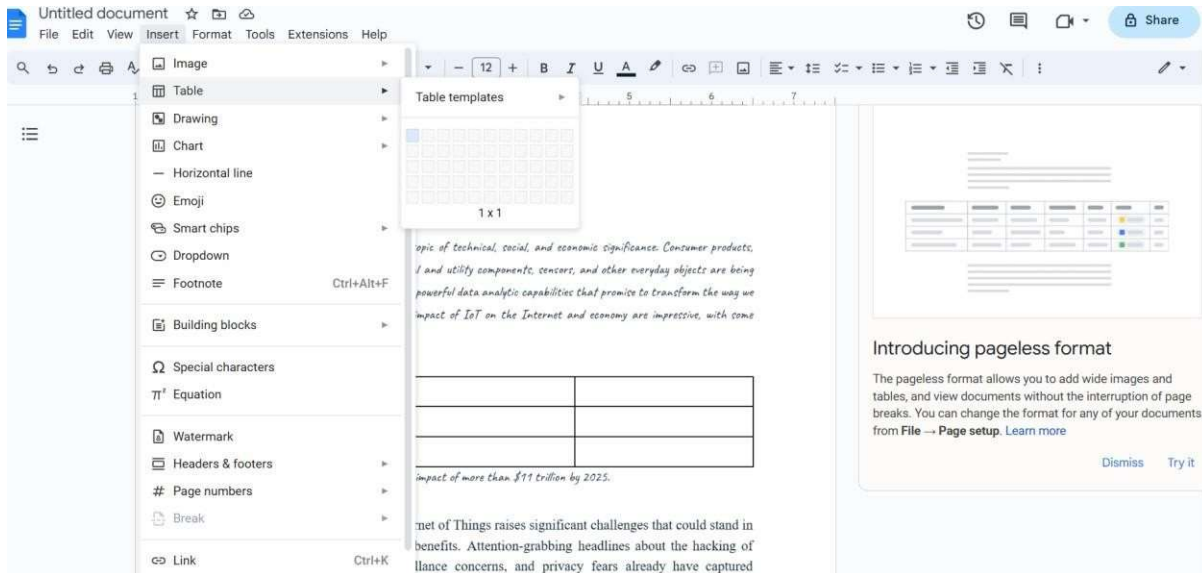 Untitled document
File Edit View Insert Format Tools Extensions Help
Share
12
B I U A
Image
Table
Drawing
Chart
Horizontal line
Emoji
Smart chips
Dropdown
Footnote Ctrl+Alt+F
Building blocks
Special characters
Equation
Watermark
Headers & footers
Page numbers
Break
Link Ctrl+K
Table templates
1 x 1
1 5 6 7
opic of technical, social, and economic significance. Consumer products,
l and utility components, sensors, and other everyday objects are being
powerful data analytic capabilities that promise to transform the way we
impact of IoT on the Internet and economy are impressive, with some
impact of more than $11 trillion by 2025.
rnet of Things raises significant challenges that could stand in
benefits. Attention-grabbing headlines about the hacking of
llance concerns, and privacy fears already have captured
Introducing pageless format
The pageless format allows you to add wide images and
tables, and view documents without the interruption of page
breaks. You can change the format for any of your documents
from File → Page setup. Learn more
Dismiss Try it